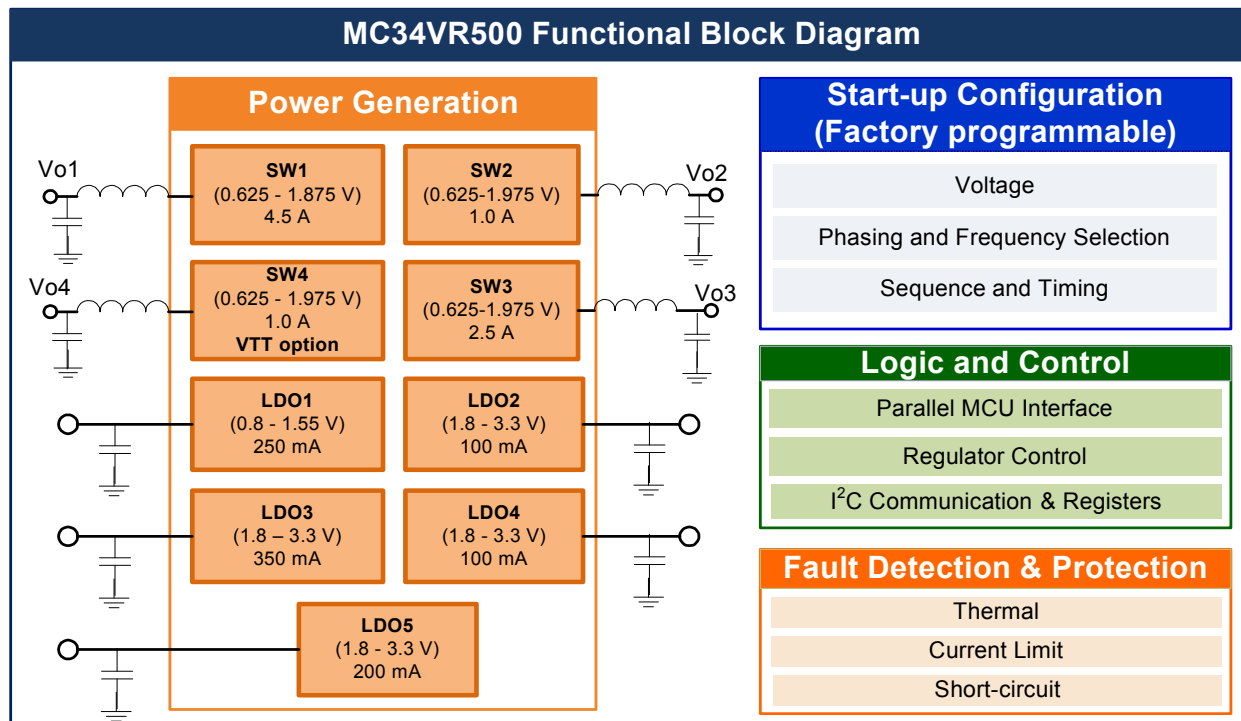 MC34VR500 Functional Block Diagram
Power Generation
Vo1
SW1
(0.625 - 1.875 V)
4.5 A
SW2
(0.625-1.975 V)
1.0 A
Vo2
Vo4
SW4
(0.625 - 1.975 V)
1.0 A
VTT option
SW3
(0.625-1.975 V)
2.5 A
Vo3
LDO1
(0.8 - 1.55 V)
250 mA
LDO2
(1.8 - 3.3 V)
100 mA
LDO3
(1.8 – 3.3 V)
350 mA
LDO4
(1.8 - 3.3 V)
100 mA
LDO5
(1.8 - 3.3 V)
200 mA
Start-up Configuration
(Factory programmable)
Voltage
Phasing and Frequency Selection
Sequence and Timing
Logic and Control
Parallel MCU Interface
Regulator Control
I²C Communication & Registers
Fault Detection & Protection
Thermal
Current Limit
Short-circuit